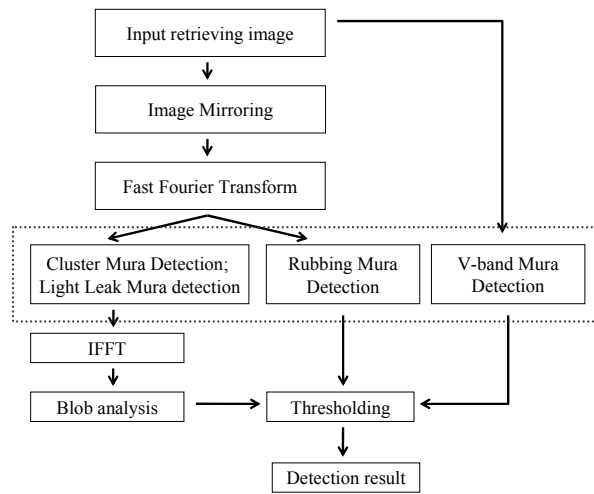 Input retrieving image
Image Mirroring
Fast Fourier Transform
Cluster Mura Detection;
Light Leak Mura detection
Rubbing Mura
Detection
V-band Mura
Detection
IFFT
Blob analysis
Thresholding
Detection result